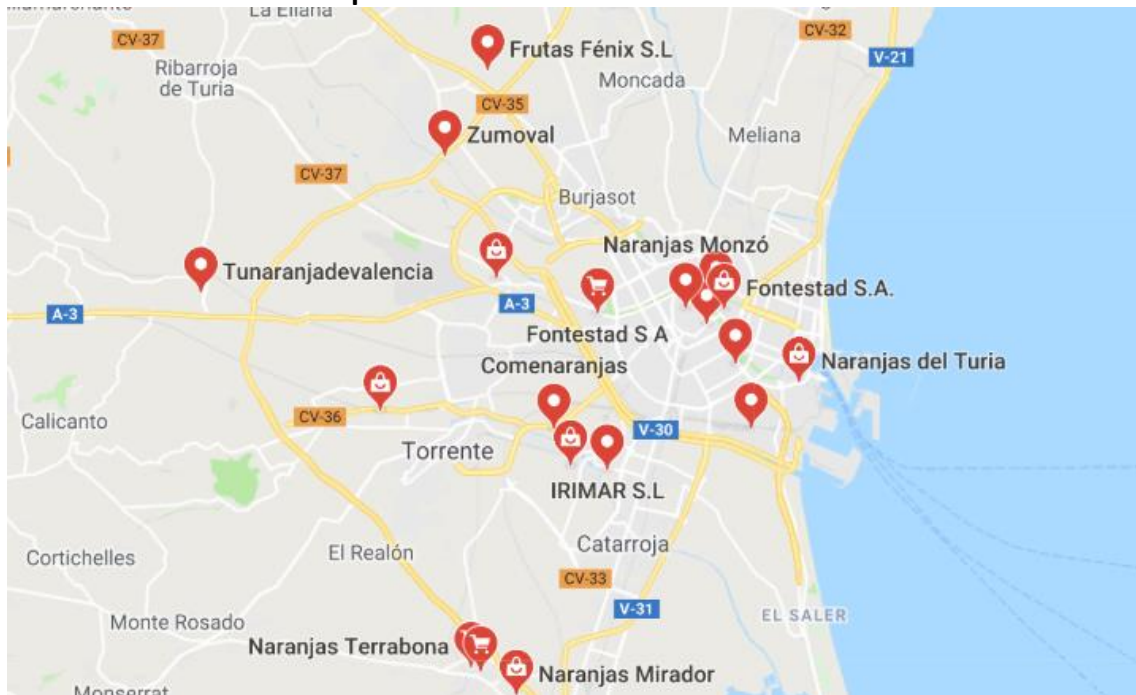 La Eliana
CV-37
CV-32
Frutas Fénix S.L
V-21
Ribarroja
de Turia
Moncada
CV-35
Zumoval
Meliana
CV-37
Burjasot
Naranjas Monzó
Tunaranjadevalencia
Fontestad S.A.
A-3
A-3
Fontestad S A
Comenaranjas
Naranjas del Turia
CV-36
Calicanto
V-30
Torrente
IRIMAR S.L
Catarroja
El Realón
Cortichelles
CV-33
V-31
EL SALER
Monte Rosado
Naranjas Terrabona
Naranjas Mirador
Monserrat